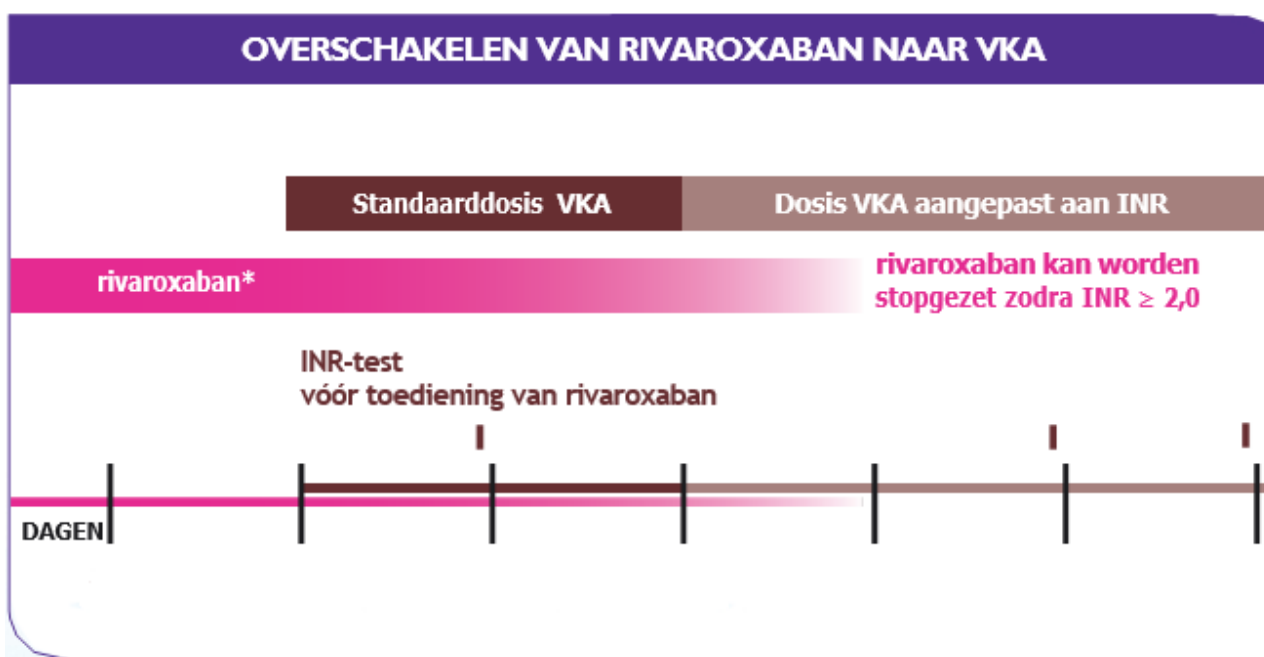 OVERSCHAKELEN VAN RIVAROXABAN NAAR VKA
Standaarddosis VKA
Dosis VKA aangepast aan INR
rivaroxaban*
rivaroxaban kan worden
stopgezet zodra INR ≥ 2,0
INR-test
vóór toediening van rivaroxaban
DAGEN